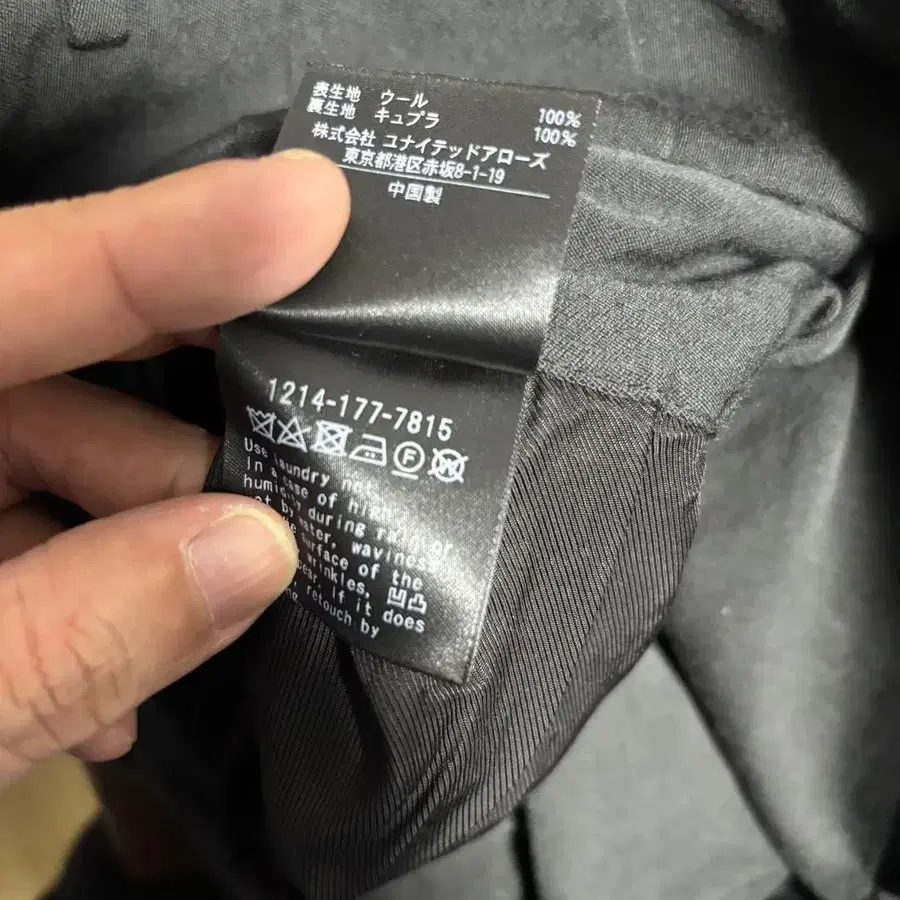 表生地 ウール 100%
裏生地 キュプラ 100%
株式会社 ユナイテッドアローズ
東京都港区赤坂8-1-19
中国製
1214-177-7815
F W
Use laundry ne
In a case of high
humid during rain or
by water, waviness
surface of the
wrinkles, 凹凸
If it does
retouch by